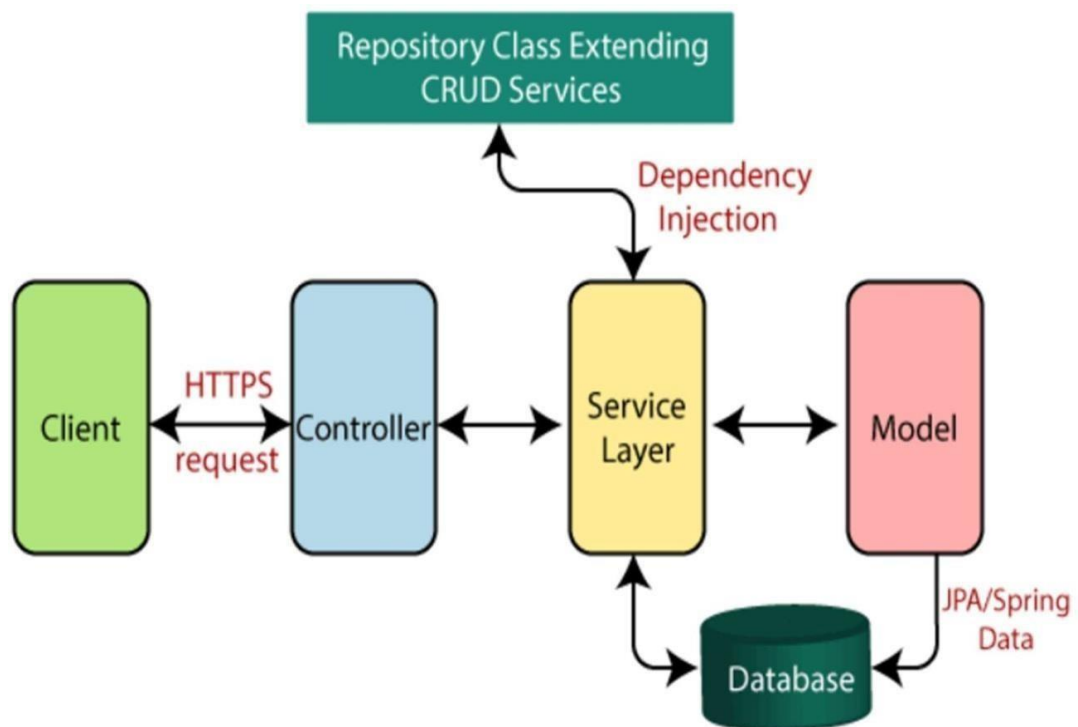 Repository Class Extending
CRUD Services
Dependency
Injection
HTTPS
request
Client
Controller
Service
Layer
Model
JPA/Spring
Data
Database